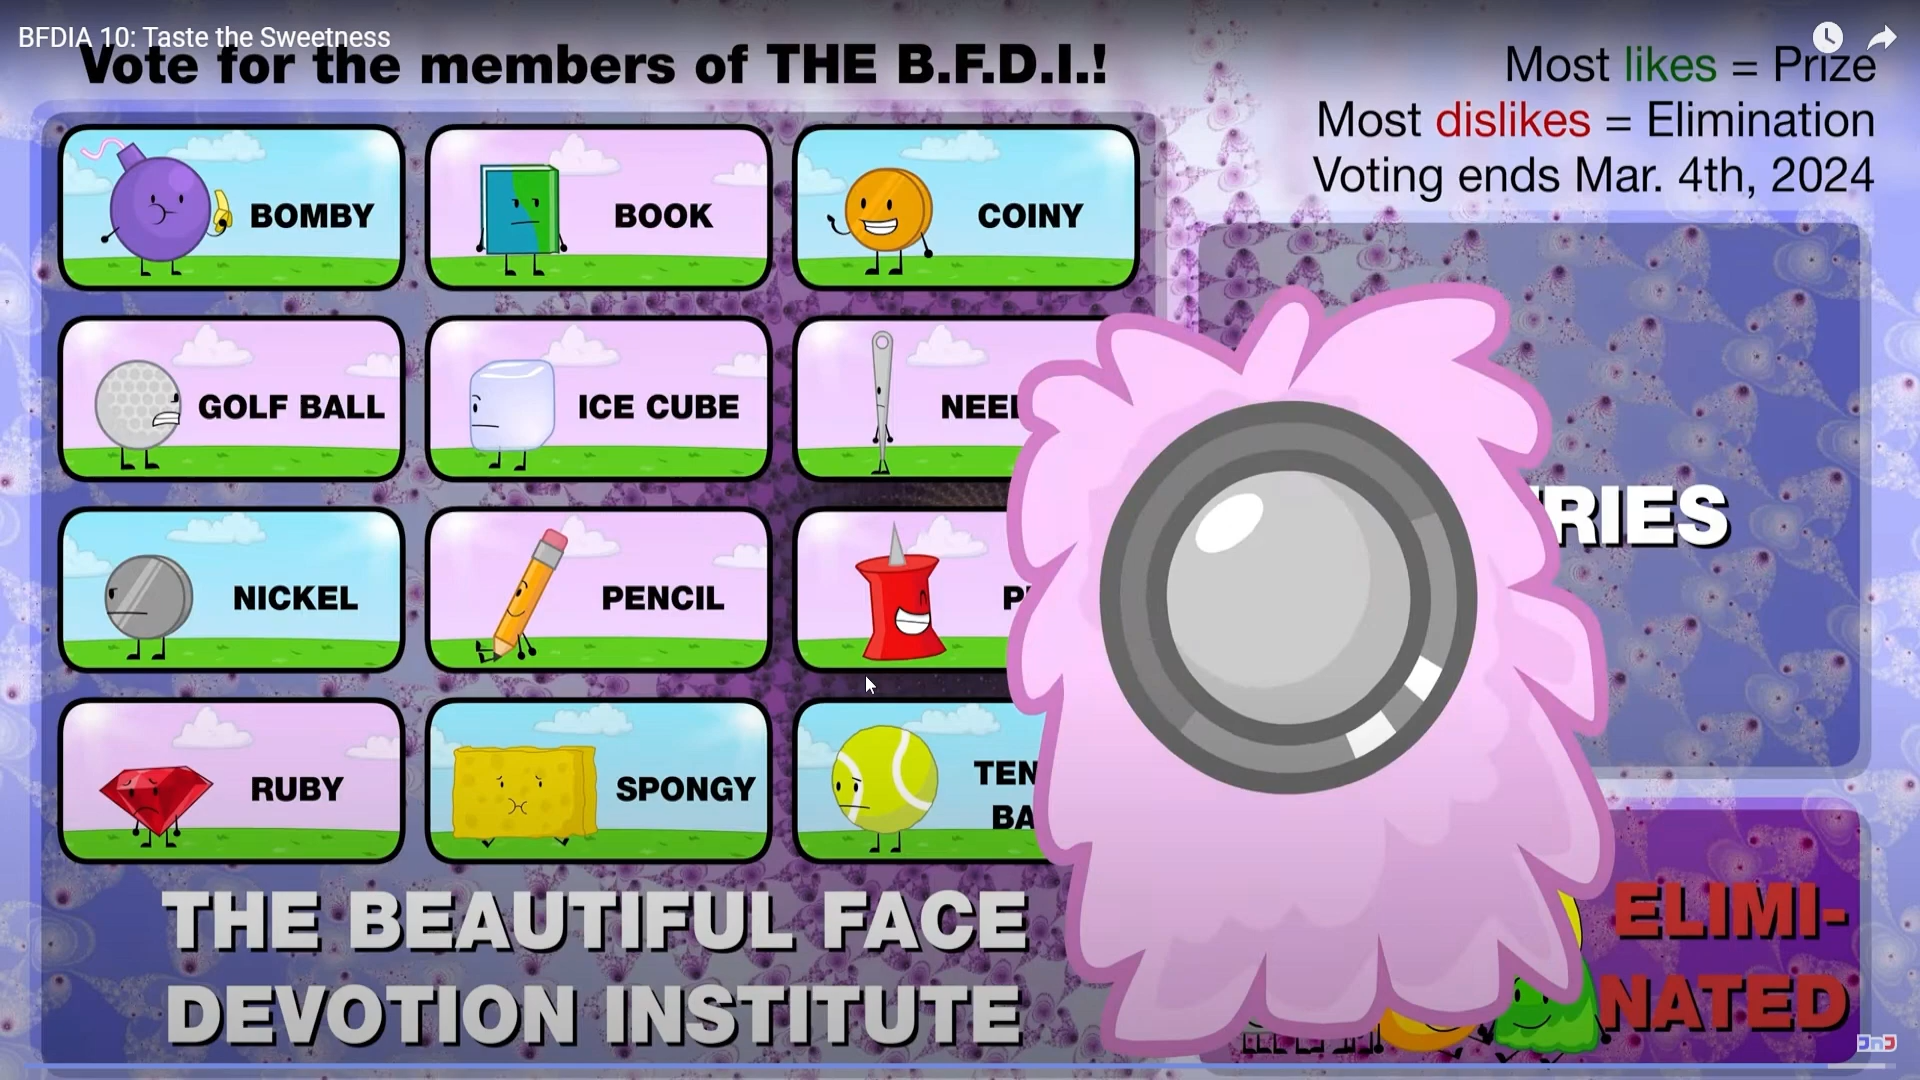 BFDIA 10: Taste the Sweetness
Vote for the members of THE B.F.D.I.!
Most likes = Prize
Most dislikes = Elimination
Voting ends Mar. 4th, 2024
BOMBY
BOOK
COINY
GOLF BALL
ICE CUBE
NICKEL
PENCIL
RUBY
SPONGY
THE BEAUTIFUL FACE
DEVOTION INSTITUTE
ELIMI-
NATED